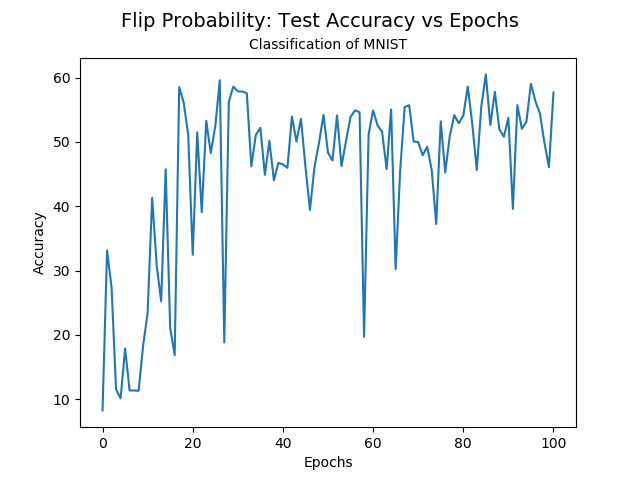 Flip Probability: Test Accuracy vs Epochs
Classification of MNIST
60
50
40
30
20
10
Accuracy
0 20 40 60 80 100
Epochs